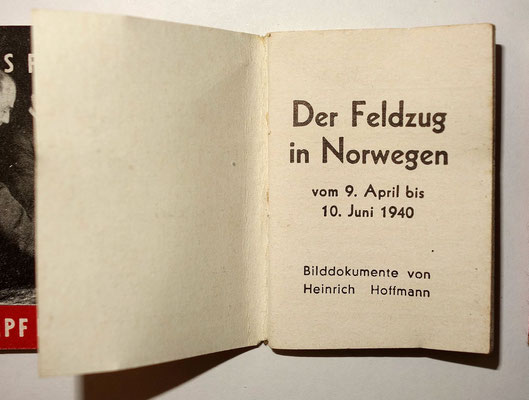 Der Feldzug
in Norwegen
vom 9. April bis
10. Juni 1940
Bilddokumente von
Heinrich Hoffmann